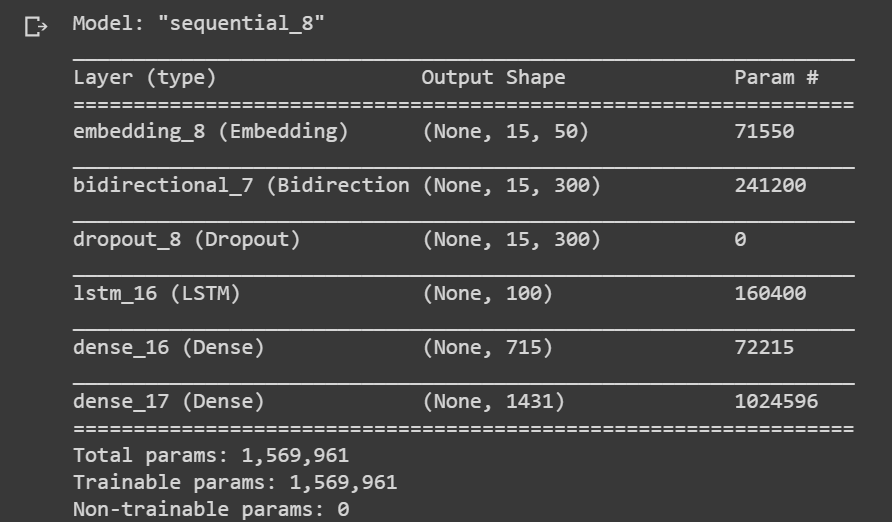 Model: "sequential_8"
Layer (type) Output Shape Param #
=================================================================
embedding_8 (Embedding) (None, 15, 50) 71550
bidirectional_7 (Bidirection (None, 15, 300) 241200
dropout_8 (Dropout) (None, 15, 300) 0
lstm_16 (LSTM) (None, 100) 160400
dense_16 (Dense) (None, 715) 72215
dense_17 (Dense) (None, 1431) 1024596
=================================================================
Total params: 1,569,961
Trainable params: 1,569,961
Non-trainable params: 0